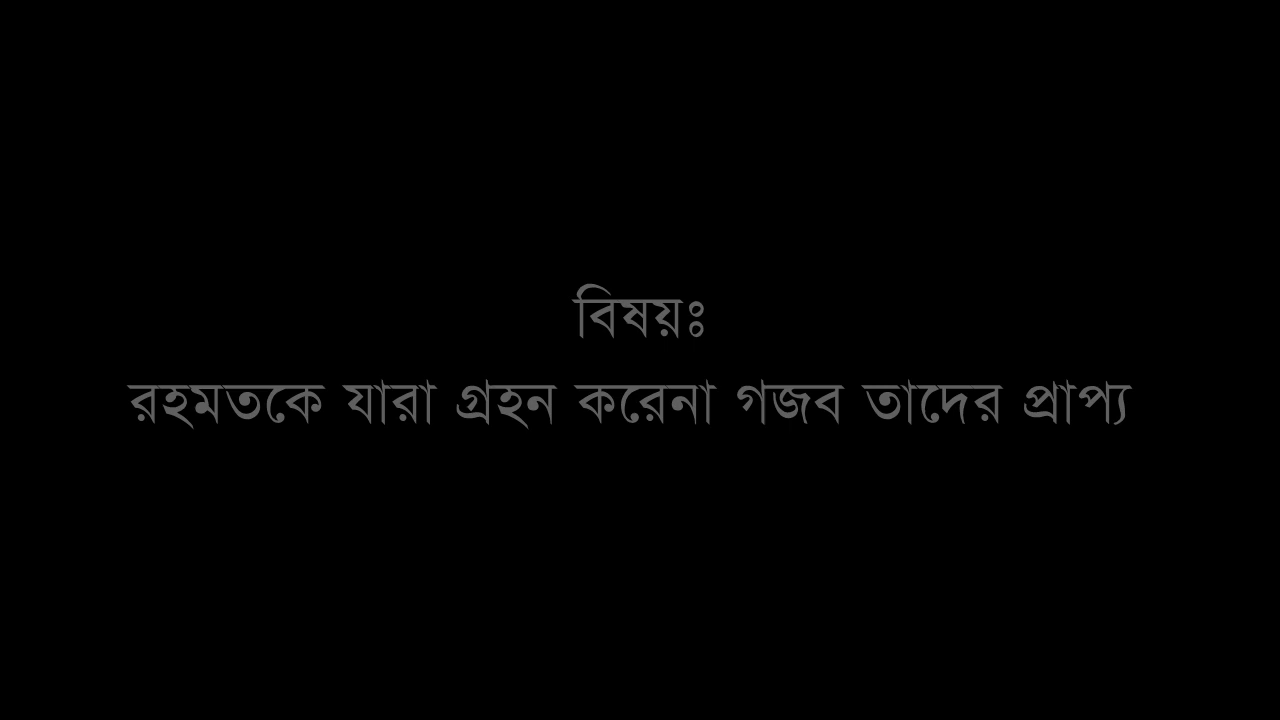 বিষয়ঃ
রহমতকে যারা গ্রহন করেনা গজব তাদের প্রাপ্য